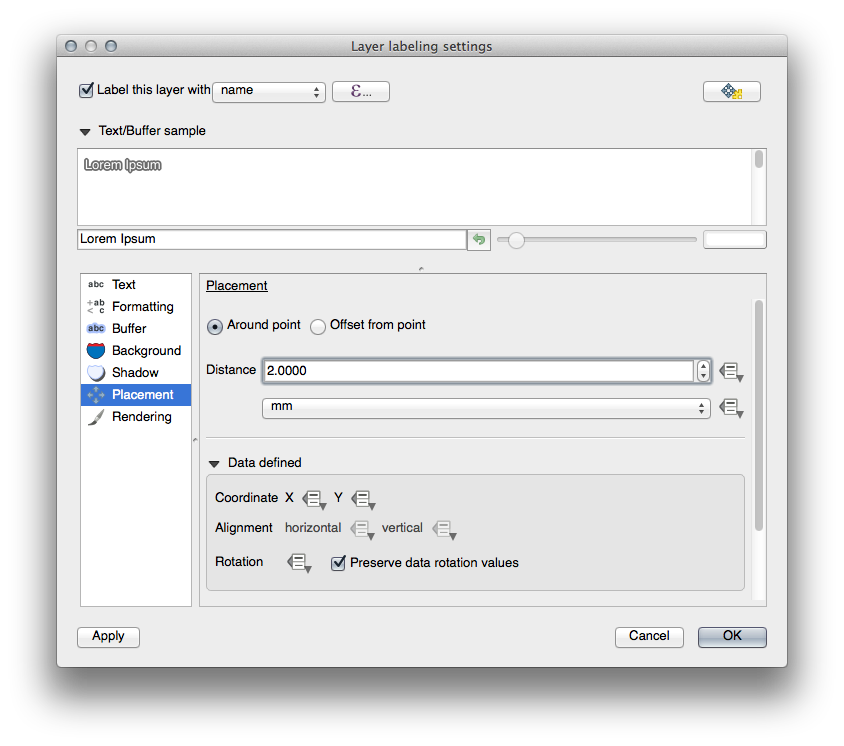 Layer labeling settings
Label this layer with name ε...
Text/Buffer sample
Lorem Ipsum
Lorem Ipsum
abc Text
+ab < c Formatting
abc Buffer
Background
Shadow
Placement
Rendering
Placement
Around point Offset from point
Distance 2.0000
mm
Data defined
Coordinate X Y
Alignment horizontal vertical
Rotation Preserve data rotation values
Apply Cancel OK